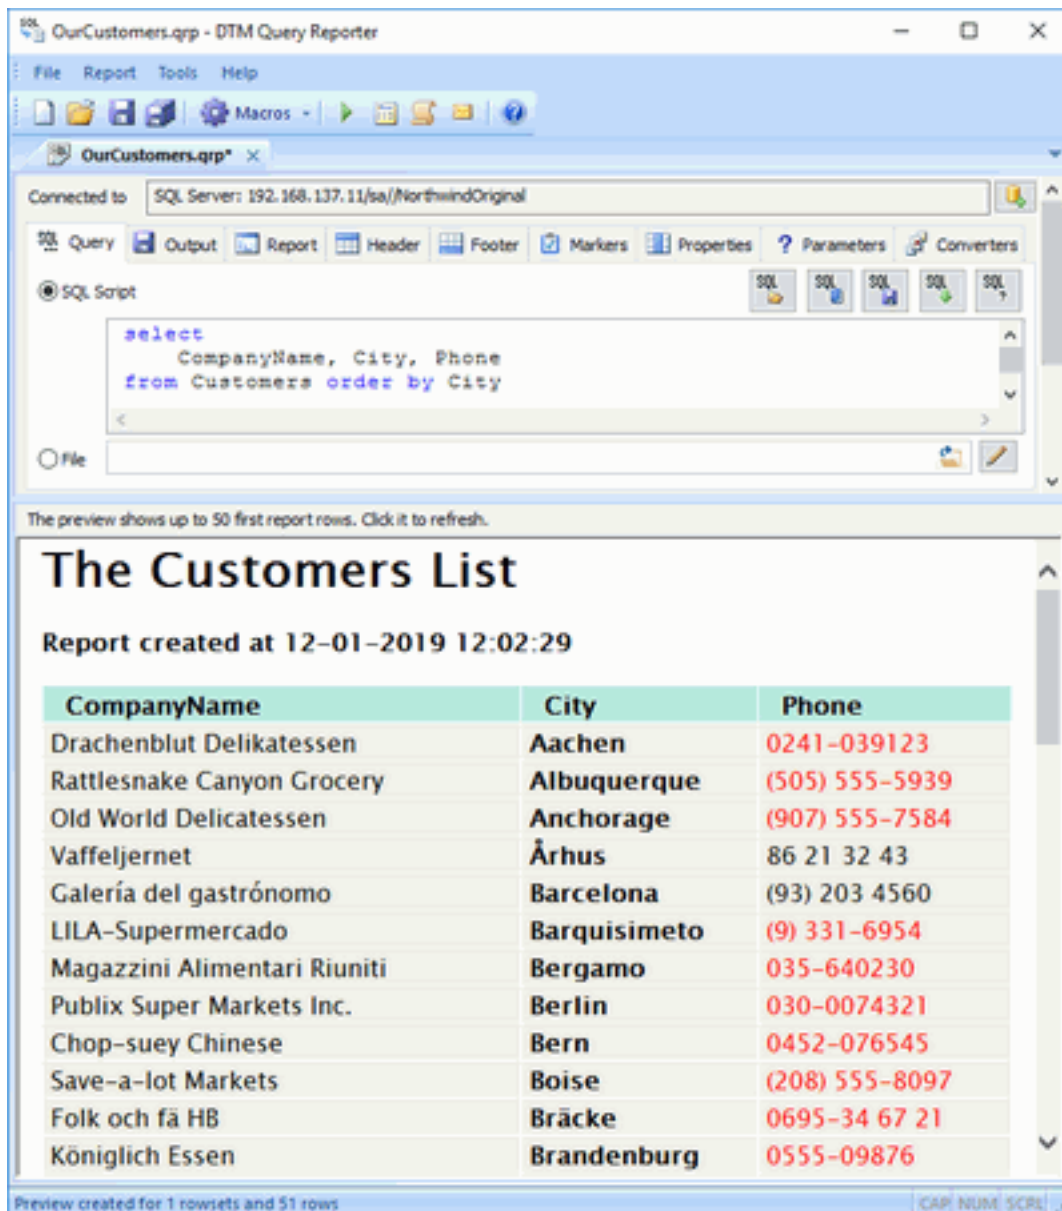 OurCustomers.qrp - DTM Query Reporter
File Report Tools Help
Macros
OurCustomers.qrp*
Connected to SQL Server: 192.168.137.11/sa//NorthwindOriginal
SQL Query Output Report Header Footer Markers Properties ? Parameters Converters
SQL Script SQL SQL SQL SQL SQL ?
select
CompanyName, City, Phone
from Customers order by City
File
The preview shows up to 50 first report rows. Click it to refresh.
The Customers List
Report created at 12-01-2019 12:02:29
CompanyName City Phone
Drachenblut Delikatessen Aachen 0241-039123
Rattlesnake Canyon Grocery Albuquerque (505) 555-5939
Old World Delicatessen Anchorage (907) 555-7584
Vaffeljernet Århus 86 21 32 43
Galería del gastrónomo Barcelona (93) 203 4560
LILA-Supermercado Barquisimeto (9) 331-6954
Magazzini Alimentari Riuniti Bergamo 035-640230
Publix Super Markets Inc. Berlin 030-0074321
Chop-suey Chinese Bern 0452-076545
Save-a-lot Markets Boise (208) 555-8097
Folk och fä HB Bräcke 0695-34 67 21
Königlich Essen Brandenburg 0555-09876
Preview created for 1 rowsets and 51 rows CAP NUM SCRL